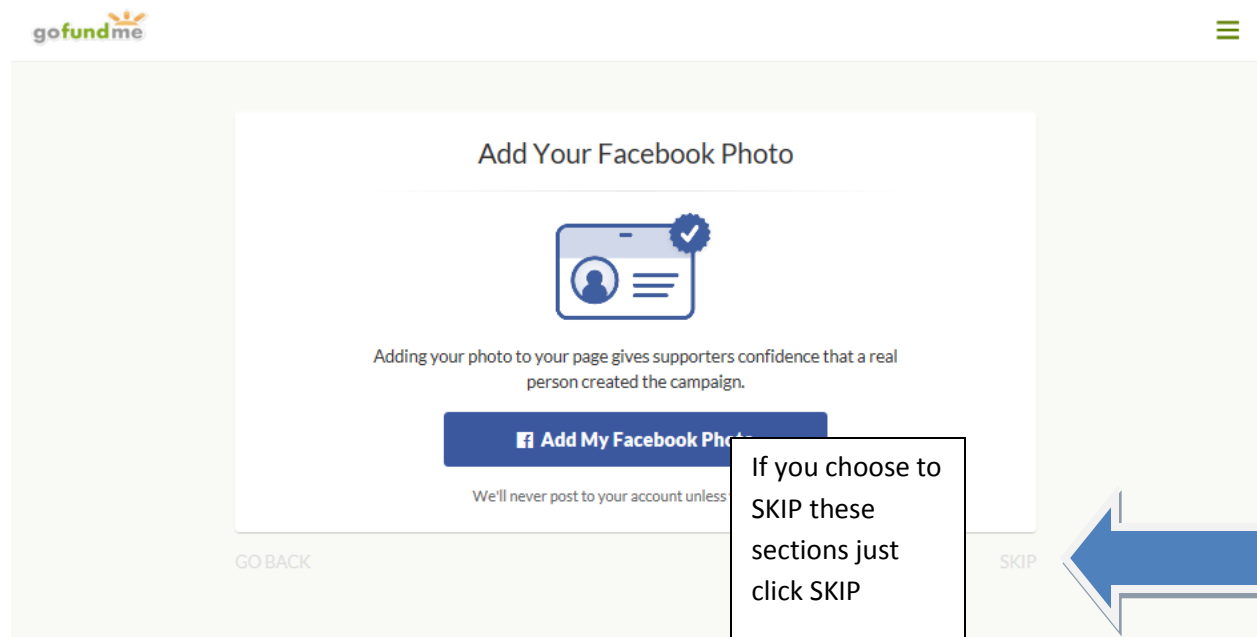 gofundme
Add Your Facebook Photo
Adding your photo to your page gives supporters confidence that a real
person created the campaign.
Add My Facebook Photo
We'll never post to your account unless
If you choose to
SKIP these
sections just
click SKIP
GO BACK
SKIP